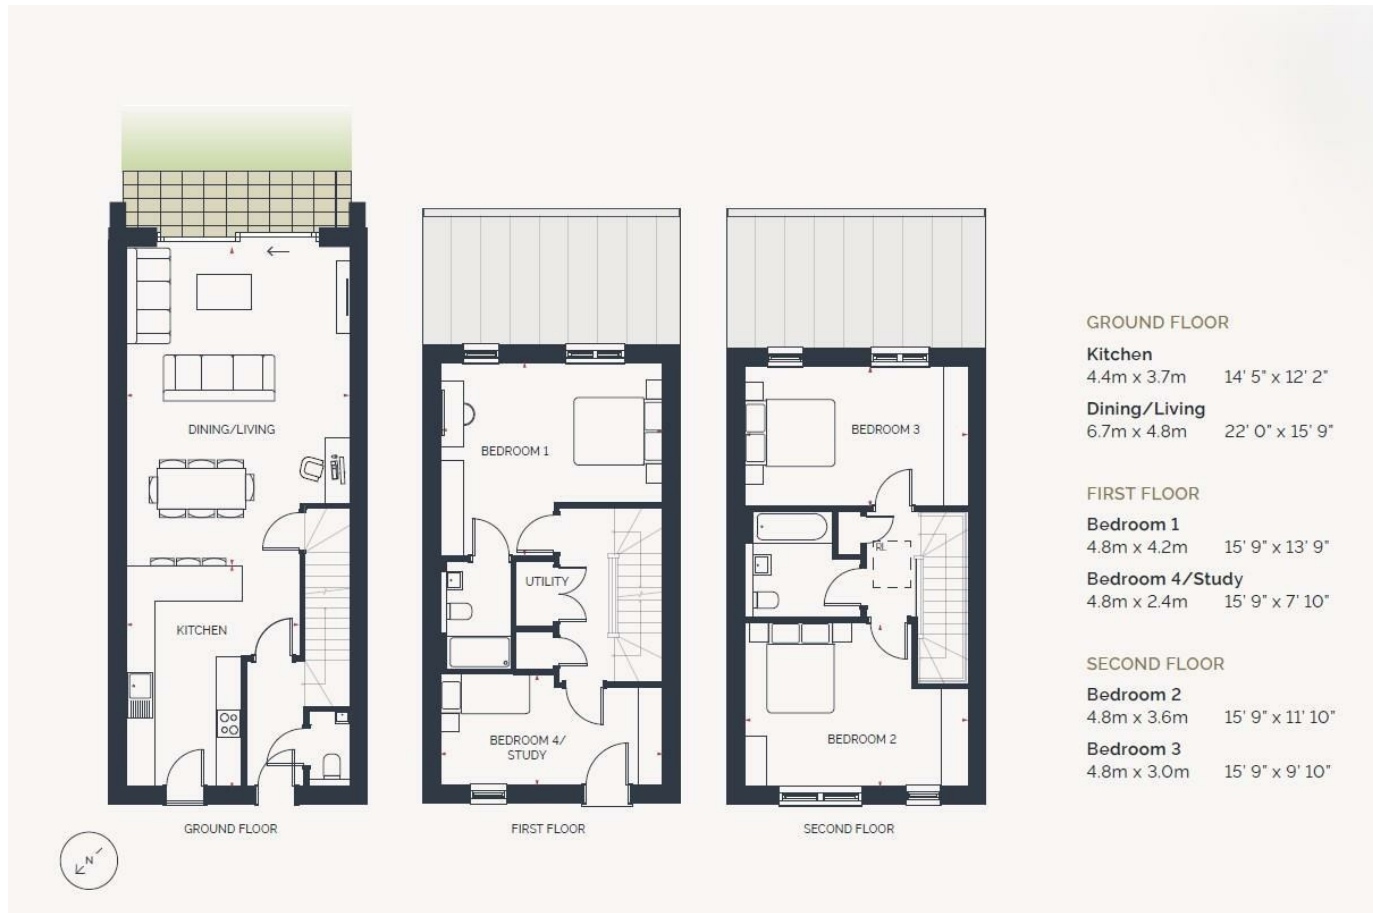 DINING/LIVING
KITCHEN
GROUND FLOOR
N
BEDROOM 1
UTILITY
BEDROOM 4/
STUDY
FIRST FLOOR
BEDROOM 3
RL
BEDROOM 2
SECOND FLOOR
GROUND FLOOR
Kitchen
4.4m x 3.7m 14' 5" x 12' 2"
Dining/Living
6.7m x 4.8m 22' 0" x 15' 9"
FIRST FLOOR
Bedroom 1
4.8m x 4.2m 15' 9" x 13' 9"
Bedroom 4/Study
4.8m x 2.4m 15' 9" x 7' 10"
SECOND FLOOR
Bedroom 2
4.8m x 3.6m 15' 9" x 11' 10"
Bedroom 3
4.8m x 3.0m 15' 9" x 9' 10"